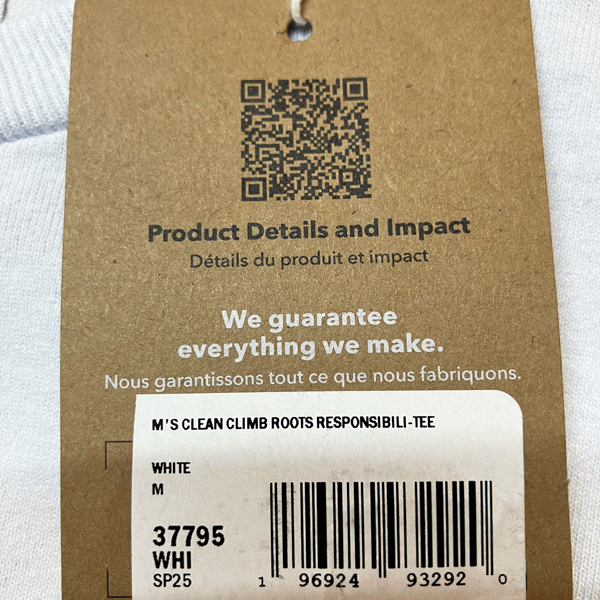 Product Details and Impact
Détails du produit et impact
We guarantee
everything we make.
Nous garantissons tout ce que nous fabriquons.
M'S CLEAN CLIMB ROOTS RESPONSIBILI-TEE
WHITE
M
37795
WHI
SP25
1 96924 93292 0